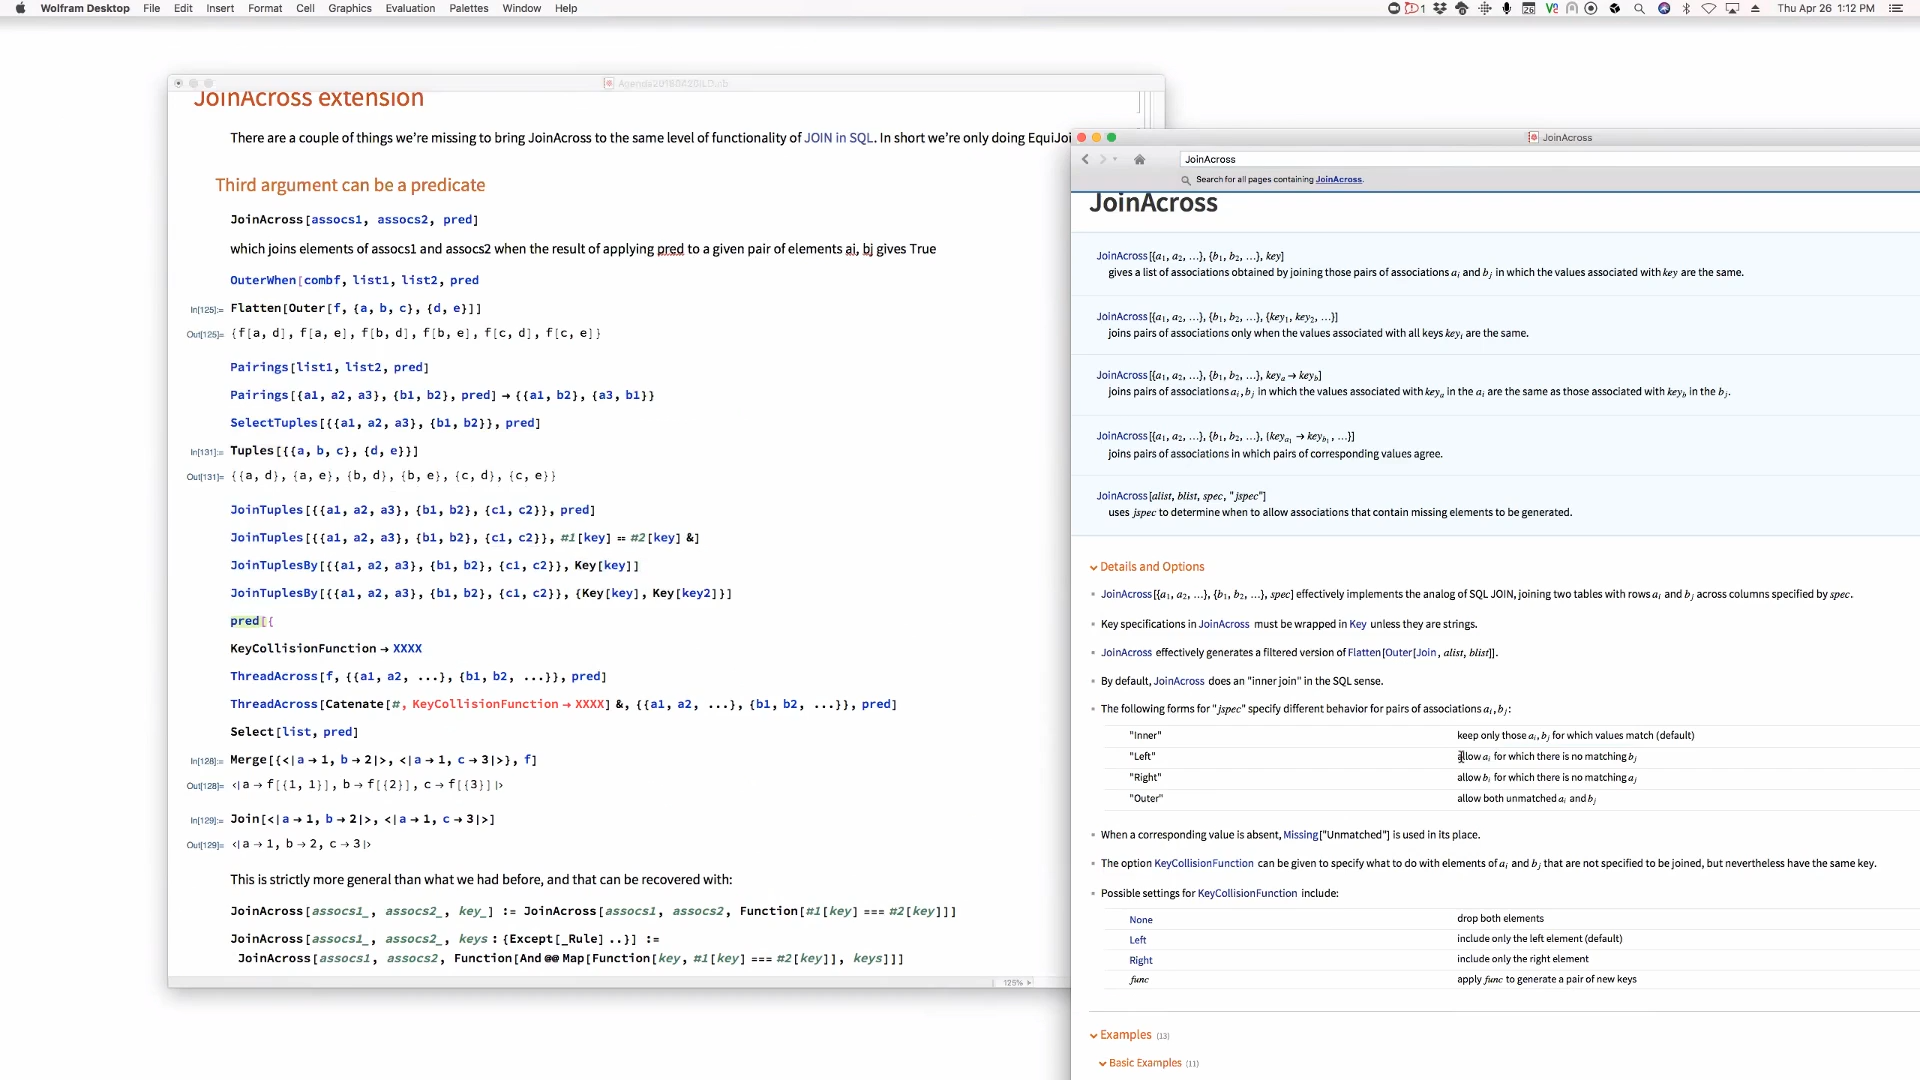 Wolfram Desktop File Edit Insert Format Cell Graphics Evaluation Palettes Window Help
1 26 Thu Apr 26 1:12 PM
JoinAcross extension
There are a couple of things we're missing to bring JoinAcross to the same level of functionality of JOIN in SQL. In short we're only doing EquiJoi
Third argument can be a predicate
JoinAcross[assocs1, assocs2, pred]
which joins elements of assocs1 and assocs2 when the result of applying pred to a given pair of elements ai, bj gives True
OuterWhen[combf, list1, list2, pred
In[125]:= Flatten[Outer[f, {a, b, c}, {d, e}]]
Out[125]= {f[a, d], f[a, e], f[b, d], f[b, e], f[c, d], f[c, e]}
Pairings[list1, list2, pred]
Pairings[{a1, a2, a3}, {b1, b2}, pred] → {{a1, b2}, {a3, b1}}
SelectTuples[{{a1, a2, a3}, {b1, b2}}, pred]
In[131]:= Tuples[{{a, b, c}, {d, e}}]
Out[131]= {{a, d}, {a, e}, {b, d}, {b, e}, {c, d}, {c, e}}
JoinTuples[{{a1, a2, a3}, {b1, b2}, {c1, c2}}, pred]
JoinTuples[{{a1, a2, a3}, {b1, b2}, {c1, c2}}, #1[key] == #2[key] &]
JoinTuplesBy[{{a1, a2, a3}, {b1, b2}, {c1, c2}}, Key[key]]
JoinTuplesBy[{{a1, a2, a3}, {b1, b2}, {c1, c2}}, {Key[key], Key[key2]}]
pred[{
KeyCollisionFunction → XXXX
ThreadAcross[f, {{a1, a2, ...}, {b1, b2, ...}}, pred]
ThreadAcross[Catenate[#, KeyCollisionFunction → XXXX] &, {{a1, a2, ...}, {b1, b2, ...}}, pred]
Select[list, pred]
In[128]:= Merge[{<|a → 1, b → 2|>, <|a → 1, c → 3|>}, f]
Out[128]= <|a → f[{1, 1}], b → f[{2}], c → f[{3}]|>
In[129]:= Join[<|a → 1, b → 2|>, <|a → 1, c → 3|>]
Out[129]= <|a → 1, b → 2, c → 3|>
This is strictly more general than what we had before, and that can be recovered with:
JoinAcross[assocs1_, assocs2_, key_] := JoinAcross[assocs1, assocs2, Function[#1[key] === #2[key]]]
JoinAcross[assocs1_, assocs2_, keys : {Except[_Rule] ..}] :=
JoinAcross[assocs1, assocs2, Function[And @@ Map[Function[key, #1[key] === #2[key]], keys]]]
125%
JoinAcross
JoinAcross
Search for all pages containing JoinAcross.
JoinAcross
JoinAcross[{a₁, a₂, …}, {b₁, b₂, …}, key]
gives a list of associations obtained by joining those pairs of associations aᵢ and bⱼ in which the values associated with key are the same.
JoinAcross[{a₁, a₂, …}, {b₁, b₂, …}, {key₁, key₂, …}]
joins pairs of associations only when the values associated with all keys keyᵢ are the same.
JoinAcross[{a₁, a₂, …}, {b₁, b₂, …}, keyₐ → key_b]
joins pairs of associations aᵢ, bⱼ in which the values associated with keyₐ in the aᵢ are the same as those associated with key_b in the bⱼ.
JoinAcross[{a₁, a₂, …}, {b₁, b₂, …}, {key_a₁ → key_b₁, …}]
joins pairs of associations in which pairs of corresponding values agree.
JoinAcross[alist, blist, spec, "jspec"]
uses jspec to determine when to allow associations that contain missing elements to be generated.
Details and Options
JoinAcross[{a₁, a₂, …}, {b₁, b₂, …}, spec] effectively implements the analog of SQL JOIN, joining two tables with rows aᵢ and bⱼ across columns specified by spec.
Key specifications in JoinAcross must be wrapped in Key unless they are strings.
JoinAcross effectively generates a filtered version of Flatten[Outer[Join, alist, blist]].
By default, JoinAcross does an "inner join" in the SQL sense.
The following forms for "jspec" specify different behavior for pairs of associations aᵢ, bⱼ:
"Inner" keep only those aᵢ, bⱼ for which values match (default)
"Left" allow aᵢ for which there is no matching bⱼ
"Right" allow bᵢ for which there is no matching aⱼ
"Outer" allow both unmatched aᵢ and bⱼ
When a corresponding value is absent, Missing["Unmatched"] is used in its place.
The option KeyCollisionFunction can be given to specify what to do with elements of aᵢ and bⱼ that are not specified to be joined, but nevertheless have the same key.
Possible settings for KeyCollisionFunction include:
None drop both elements
Left include only the left element (default)
Right include only the right element
func apply func to generate a pair of new keys
Examples (13)
Basic Examples (11)